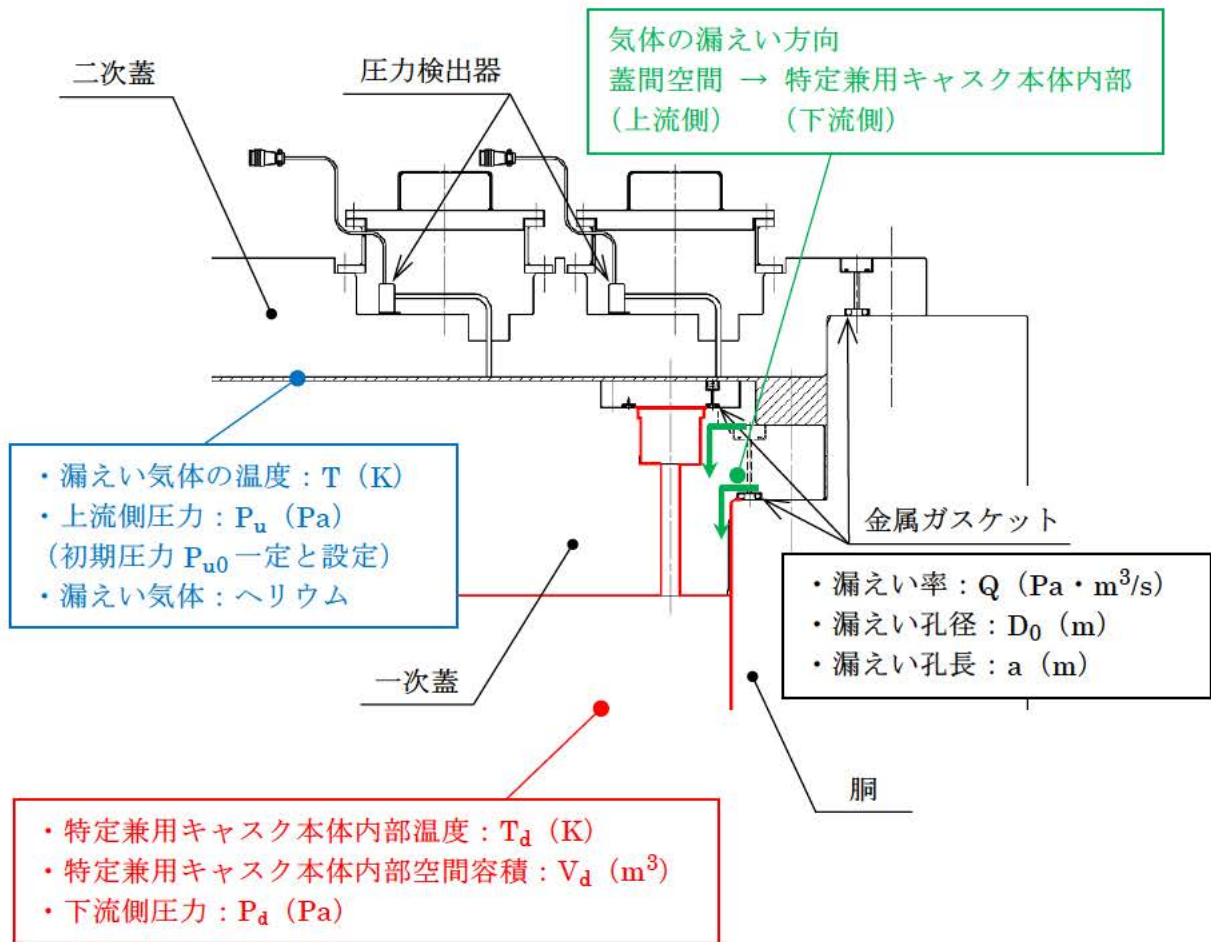 気体の漏えい方向
蓋間空間 → 特定兼用キャスク本体内部
（上流側）　（下流側）
二次蓋
圧力検出器
・漏えい気体の温度：T（K）
・上流側圧力：Pu（Pa）
（初期圧力 Pu0 一定と設定）
・漏えい気体：ヘリウム
金属ガスケット
・漏えい率：Q（Pa・m³/s）
・漏えい孔径：D0（m）
・漏えい孔長：a（m）
一次蓋
胴
・特定兼用キャスク本体内部温度：Td（K）
・特定兼用キャスク本体内部空間容積：Vd（m³）
・下流側圧力：Pd（Pa）